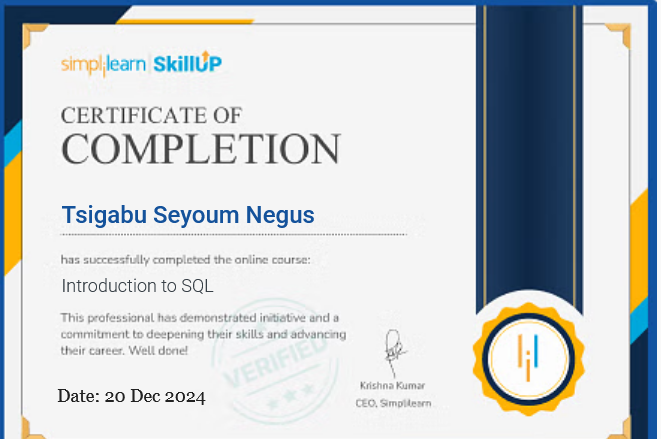 simplilearn | SkillUP
CERTIFICATE OF
COMPLETION
Tsigabu Seyoum Negus
has successfully completed the online course:
Introduction to SQL
This professional has demonstrated initiative and a
commitment to deepening their skills and advancing
their career. Well done!
VERIFIED
Date: 20 Dec 2024
Krishna Kumar
CEO, Simplilearn